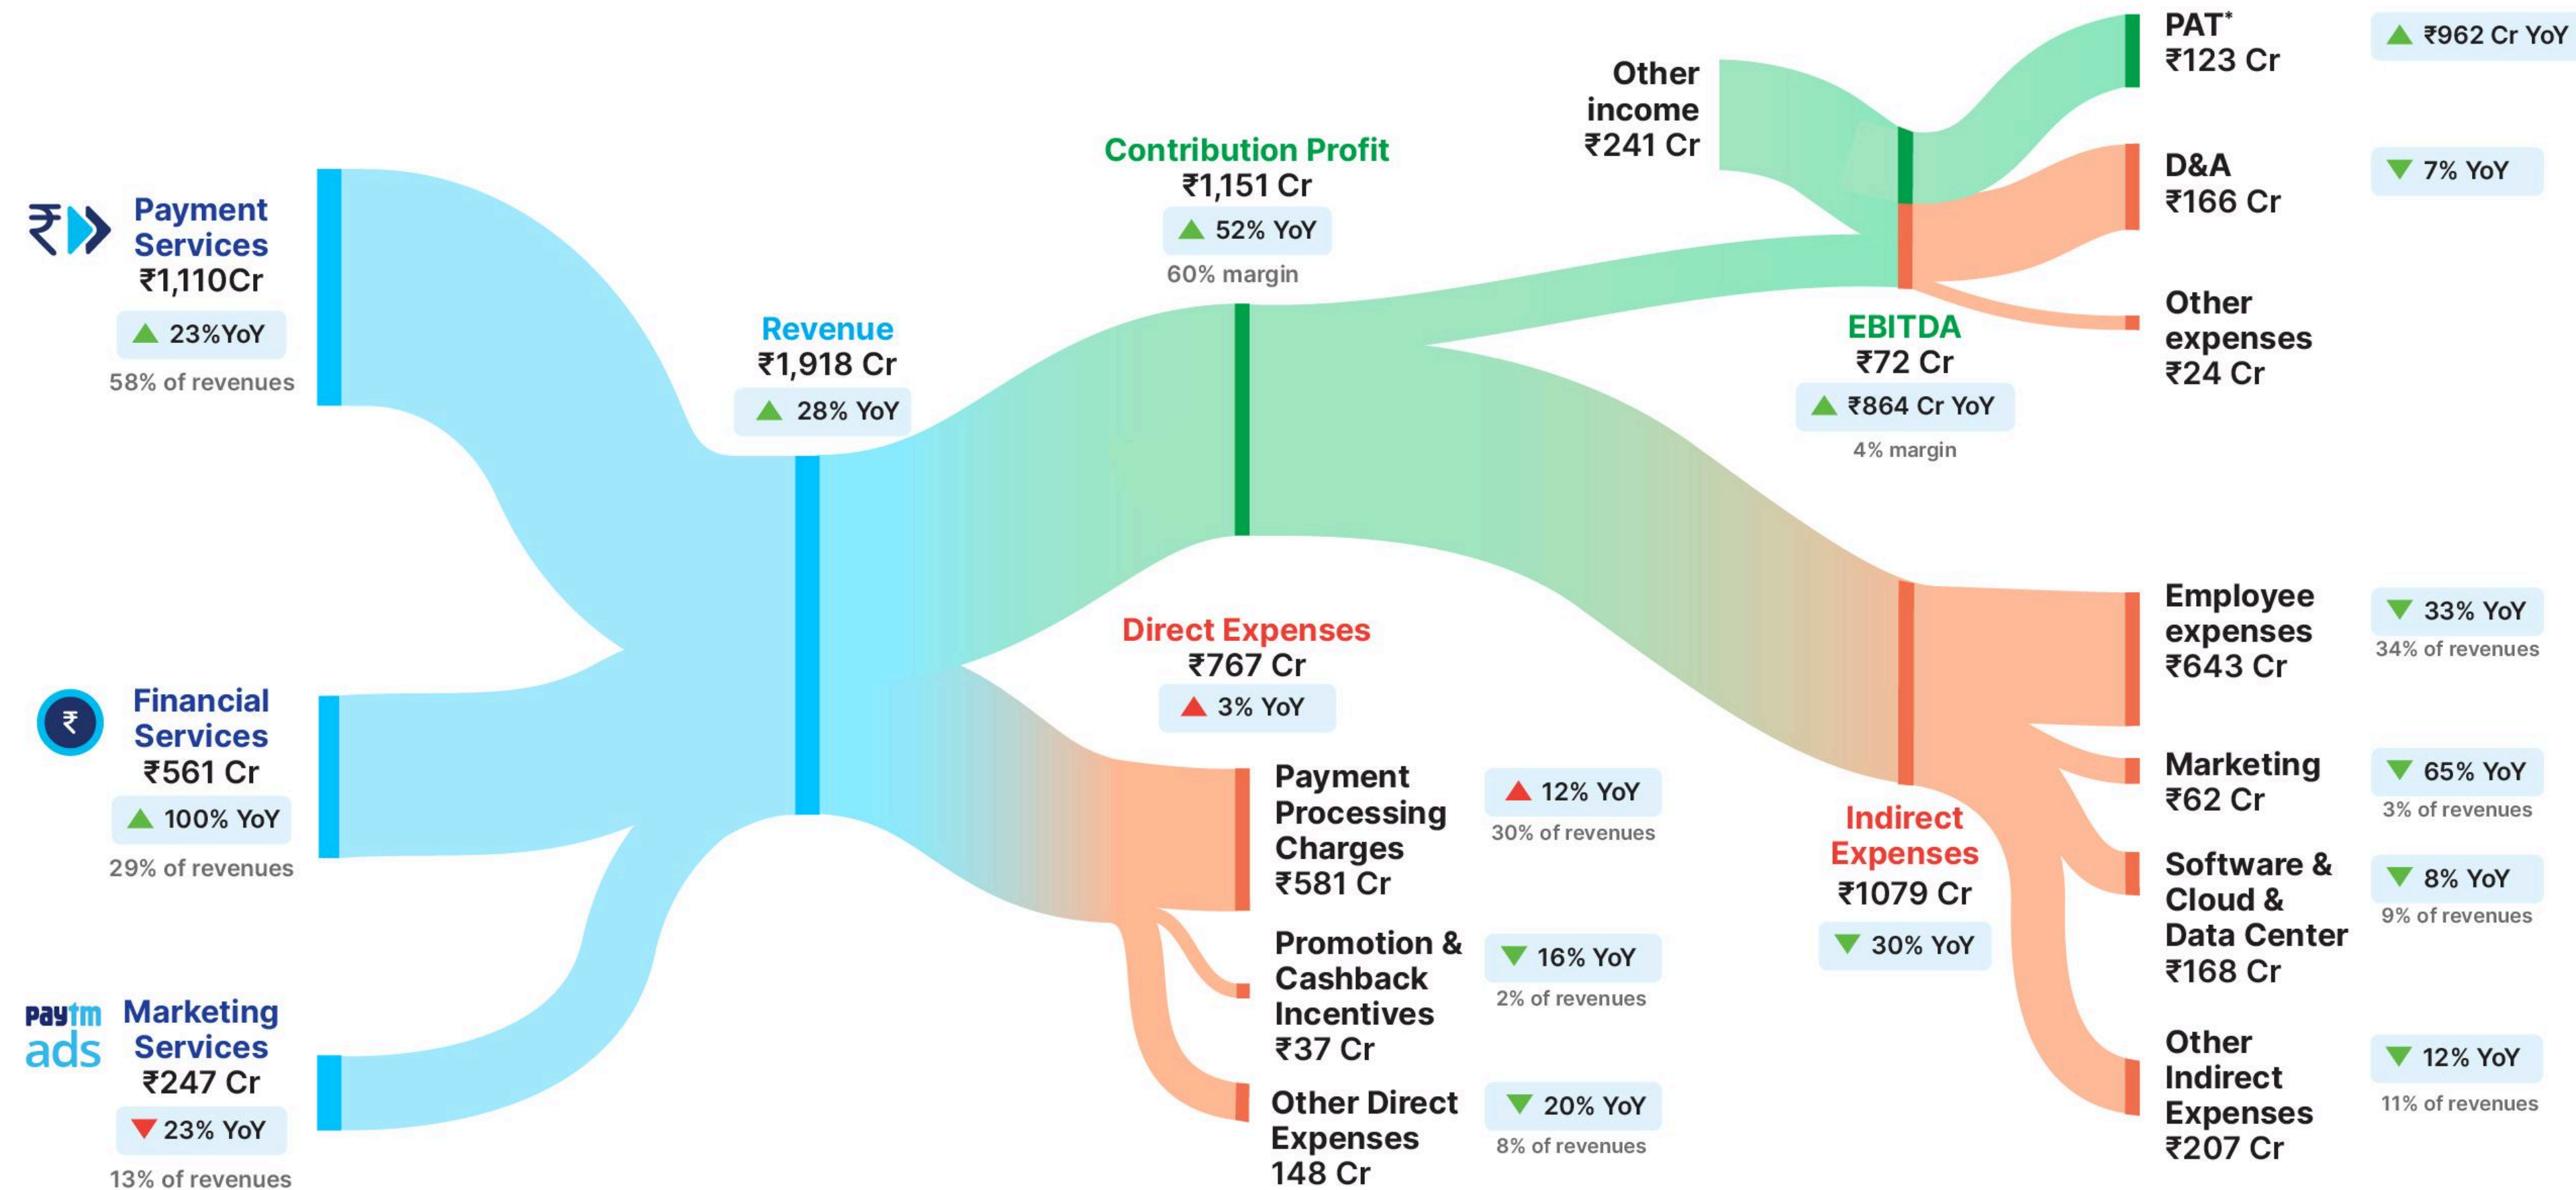 ₹
Payment
Services
₹1,110Cr
▲ 23%YoY
58% of revenues
₹
Financial
Services
₹561 Cr
▲ 100% YoY
29% of revenues
paytm
ads
Marketing
Services
₹247 Cr
▼ 23% YoY
13% of revenues
Revenue
₹1,918 Cr
▲ 28% YoY
Contribution Profit
₹1,151 Cr
▲ 52% YoY
60% margin
Direct Expenses
₹767 Cr
▲ 3% YoY
Payment
Processing
Charges
₹581 Cr
▲ 12% YoY
30% of revenues
Promotion &
Cashback
Incentives
₹37 Cr
▼ 16% YoY
2% of revenues
Other Direct
Expenses
148 Cr
▼ 20% YoY
8% of revenues
Other
income
₹241 Cr
EBITDA
₹72 Cr
▲ ₹864 Cr YoY
4% margin
Indirect
Expenses
₹1079 Cr
▼ 30% YoY
PAT*
₹123 Cr
▲ ₹962 Cr YoY
D&A
₹166 Cr
▼ 7% YoY
Other
expenses
₹24 Cr
Employee
expenses
₹643 Cr
▼ 33% YoY
34% of revenues
Marketing
₹62 Cr
▼ 65% YoY
3% of revenues
Software &
Cloud &
Data Center
₹168 Cr
▼ 8% YoY
9% of revenues
Other
Indirect
Expenses
₹207 Cr
▼ 12% YoY
11% of revenues